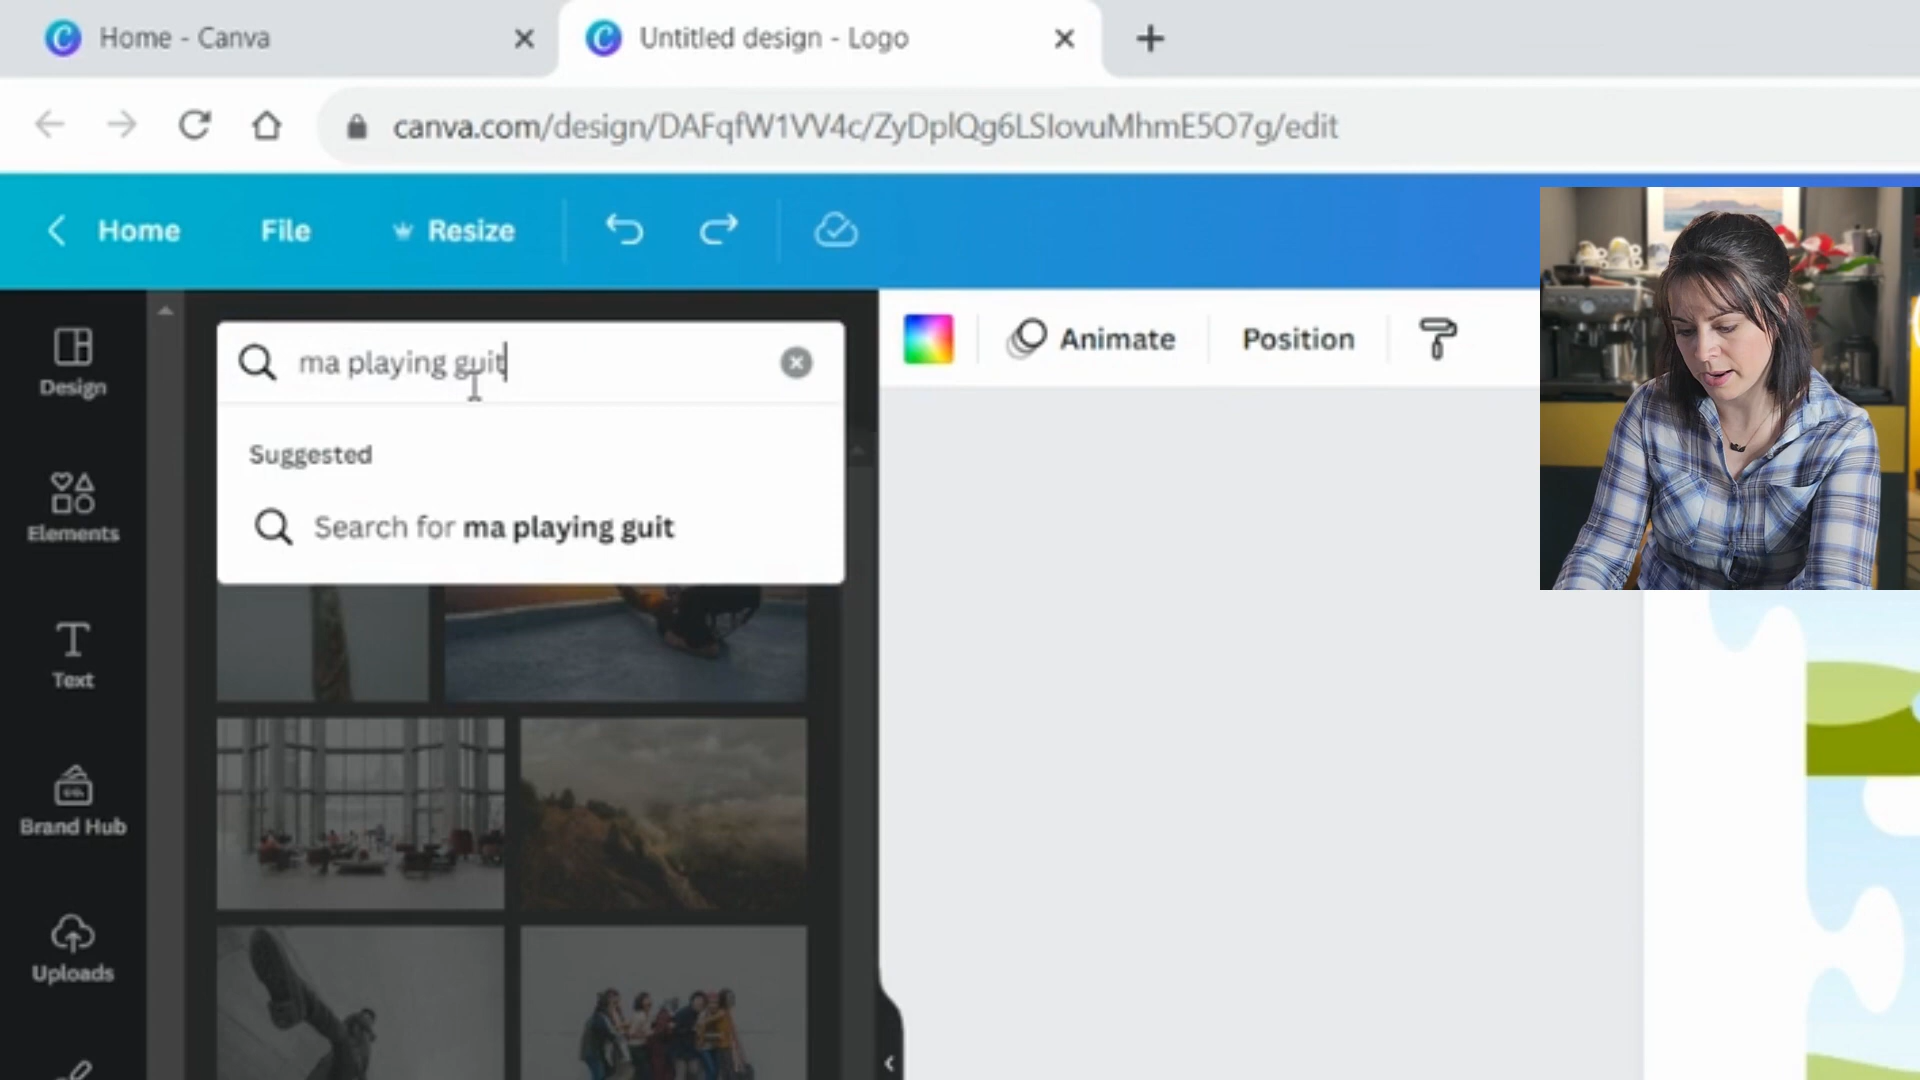 Home - Canva
Untitled design - Logo
canva.com/design/DAFqfW1VV4c/ZyDplQg6LSIovuMhmE5O7g/edit
Home
File
Resize
ma playing guit
Animate
Position
Suggested
Search for ma playing guit
Design
Elements
Text
Brand Hub
Uploads